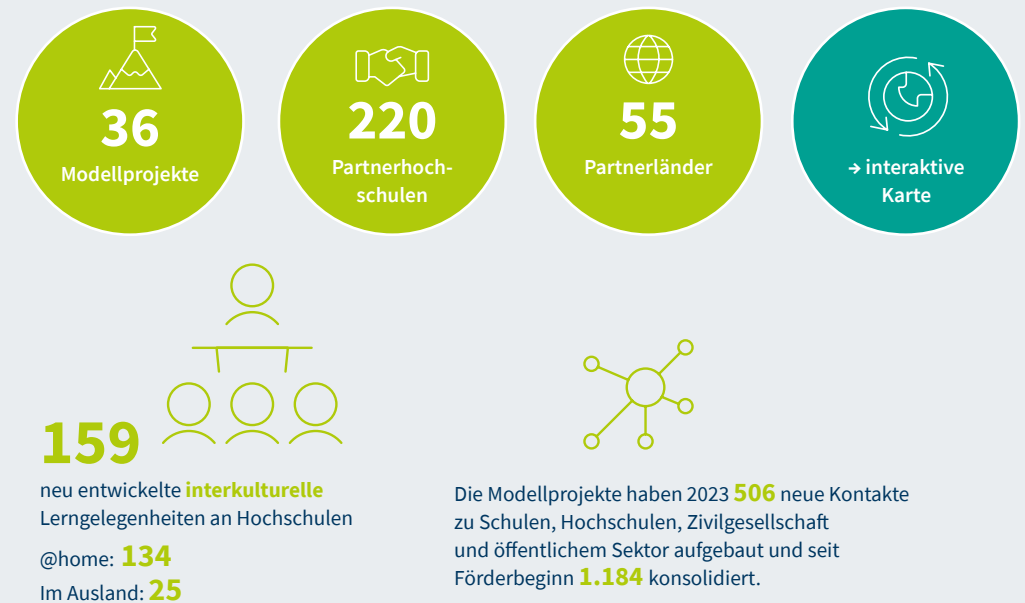 36
Modellprojekte
220
Partnerhoch-
schulen
55
Partnerländer
→ interaktive
Karte
159
neu entwickelte interkulturelle
Lerngelegenheiten an Hochschulen
@home: 134
Im Ausland: 25
Die Modellprojekte haben 2023 506 neue Kontakte
zu Schulen, Hochschulen, Zivilgesellschaft
und öffentlichem Sektor aufgebaut und seit
Förderbeginn 1.184 konsolidiert.